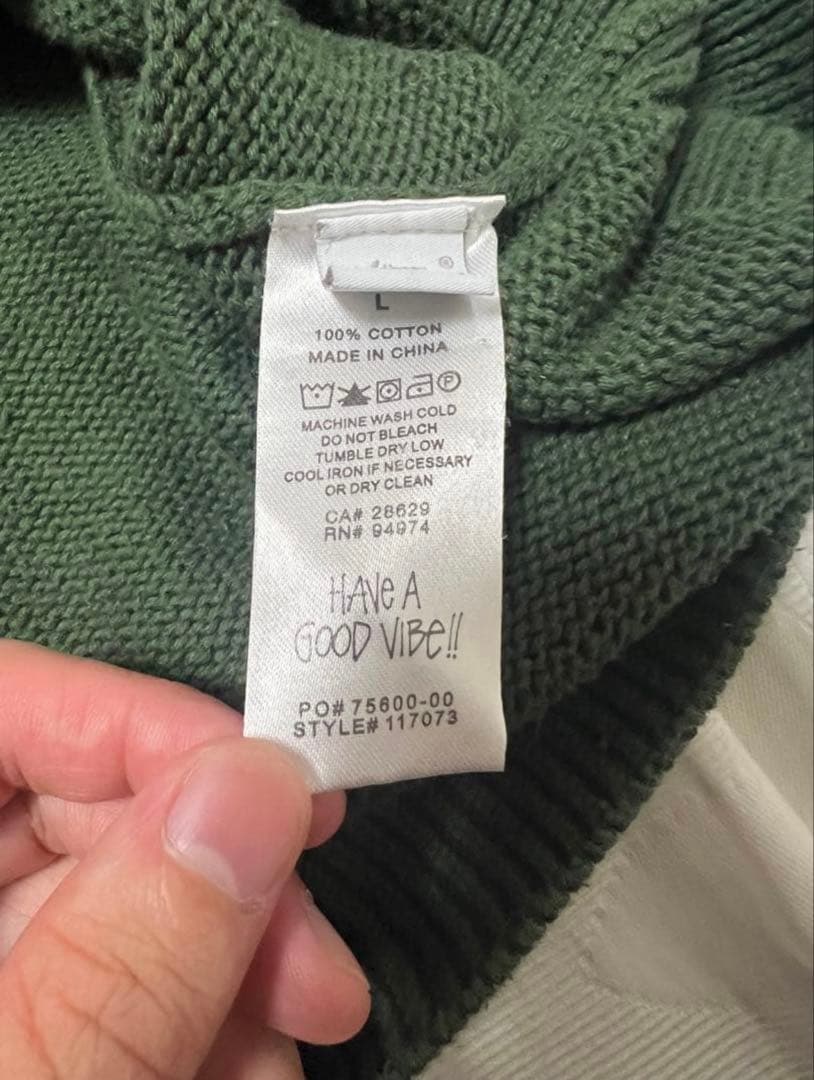 L
100% COTTON
MADE IN CHINA
P
MACHINE WASH COLD
DO NOT BLEACH
TUMBLE DRY LOW
COOL IRON IF NECESSARY
OR DRY CLEAN
CA# 28629
RN# 94974
HAVE A
GOOD VIBE!!
PO# 75600-00
STYLE# 117073